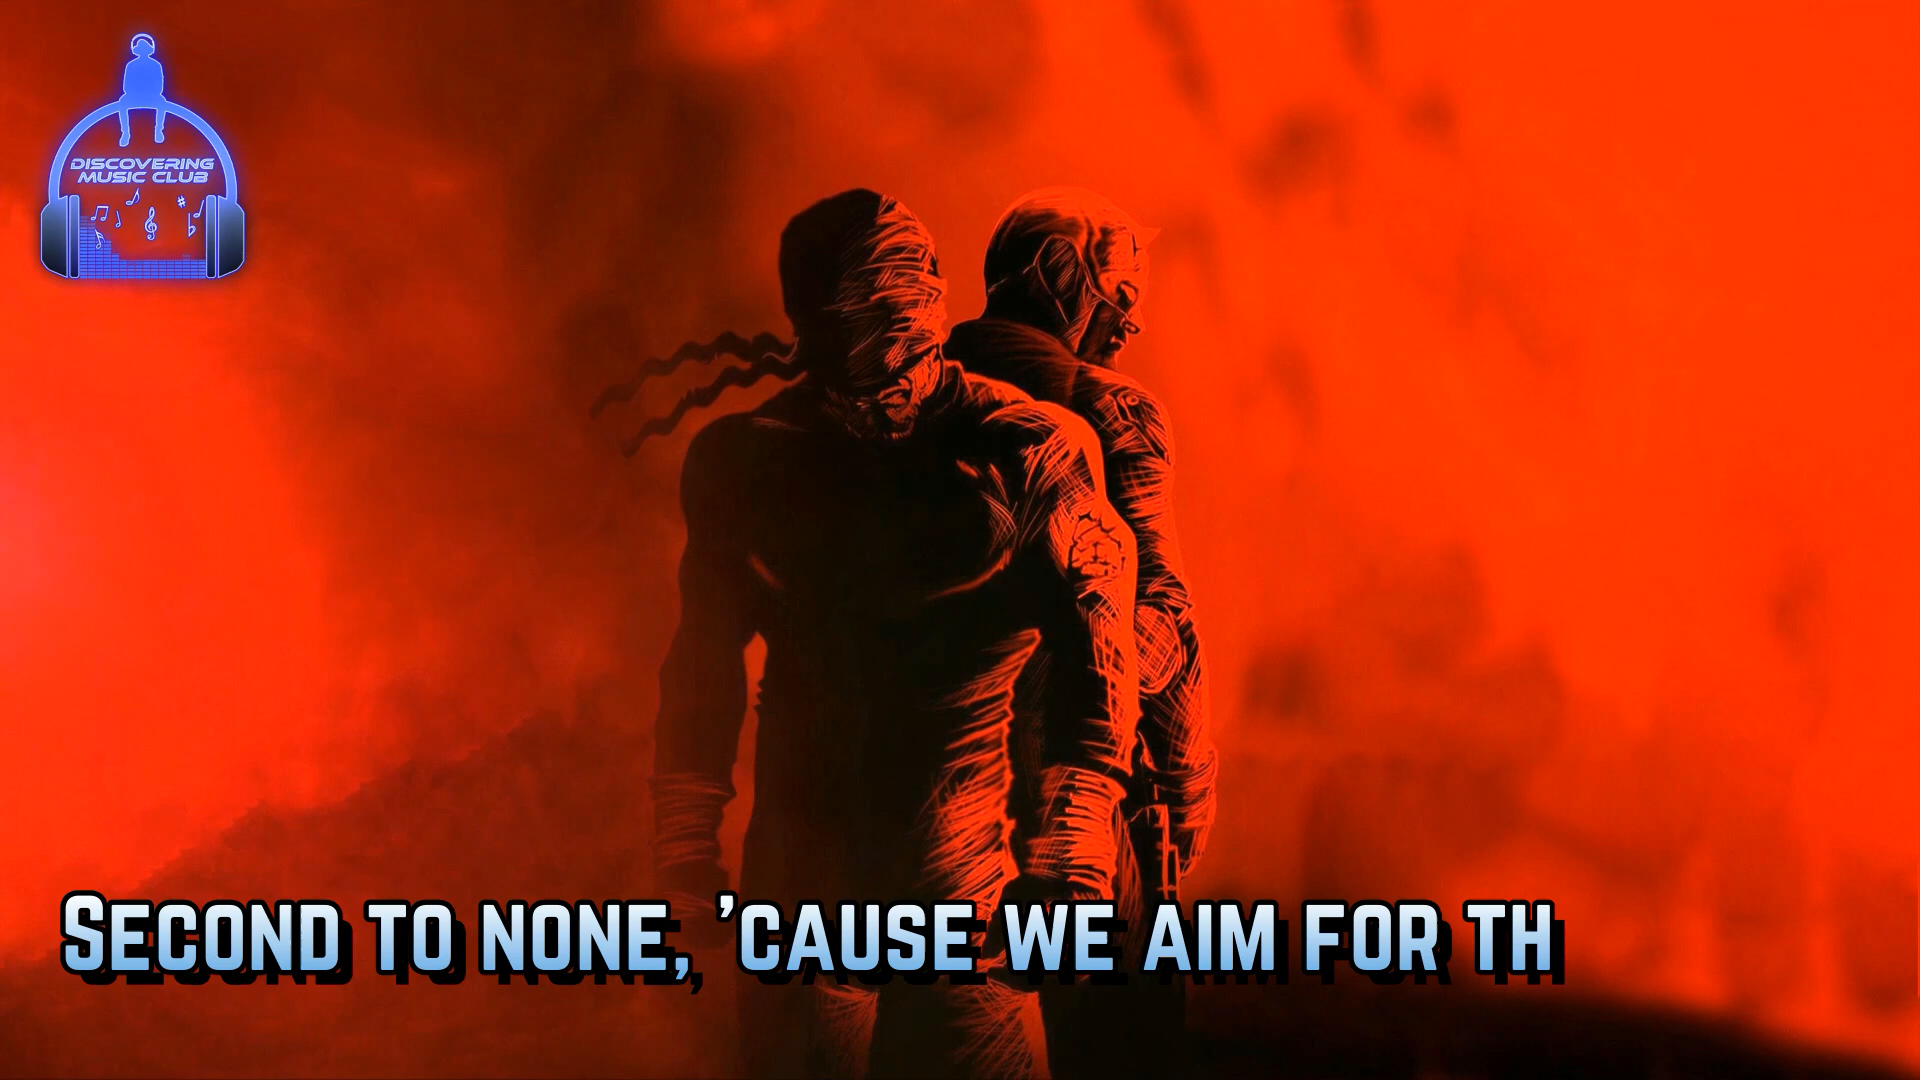 DISCOVERING
MUSIC CLUB
Second to none, 'cause we aim for th